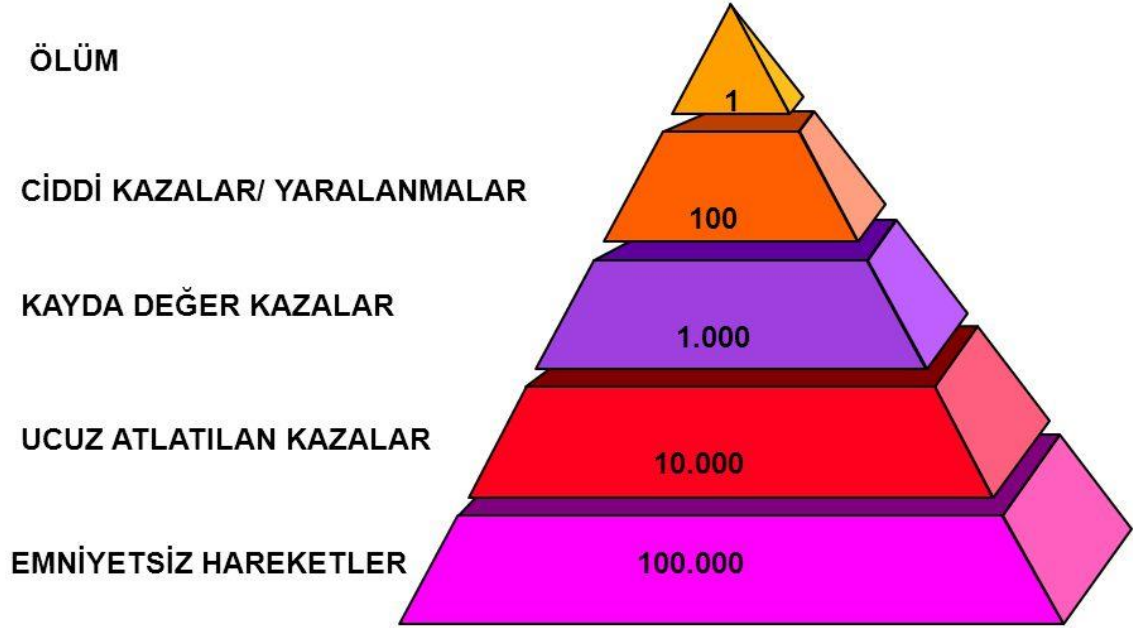 ÖLÜM
1
CİDDİ KAZALAR/ YARALANMALAR
100
KAYDA DEĞER KAZALAR
1.000
UCUZ ATLATILAN KAZALAR
10.000
EMNİYETSİZ HAREKETLER
100.000